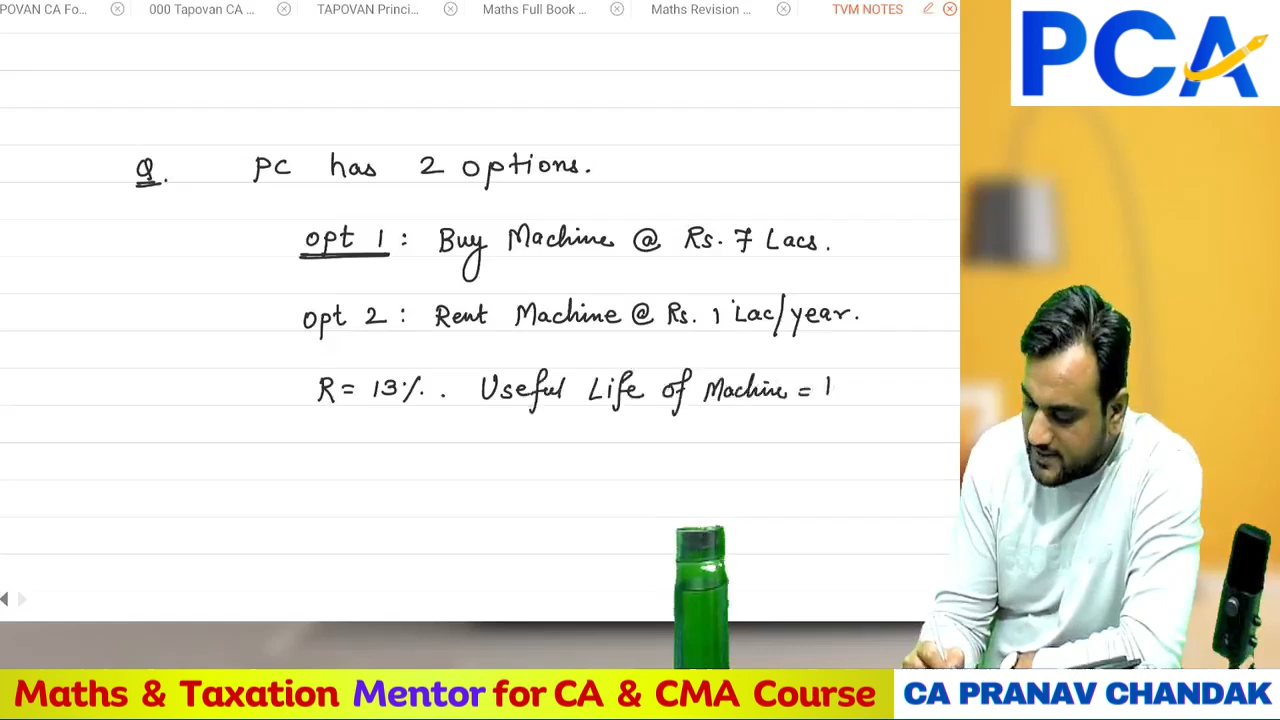 POVAN CA Fo...
000 Tapovan CA ...
TAPOVAN Princi...
Maths Full Book ...
Maths Revision ...
TVM NOTES
PCA
Q. PC has 2 options.
opt 1 : Buy Machine @ Rs. 7 Lacs.
opt 2 : Rent Machine @ Rs. 1 Lac/year.
R = 13%. Useful Life of Machine = 1
Maths & Taxation Mentor for CA & CMA Course
CA PRANAV CHANDAK